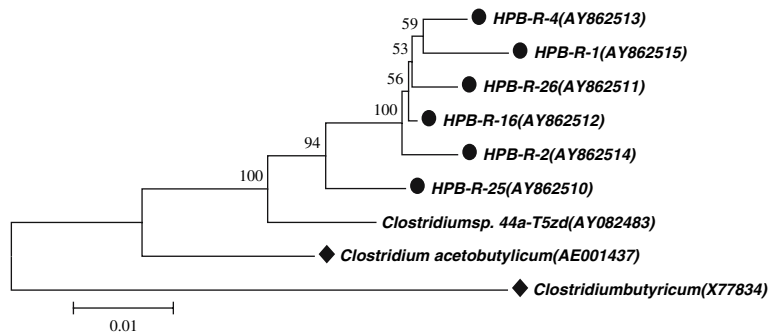 59
HPB-R-4(AY862513)
53
HPB-R-1(AY862515)
56
HPB-R-26(AY862511)
100
HPB-R-16(AY862512)
94
HPB-R-2(AY862514)
100
HPB-R-25(AY862510)
Clostridiumsp. 44a-T5zd(AY082483)
Clostridium acetobutylicum(AE001437)
Clostridiumbutyricum(X77834)
0.01